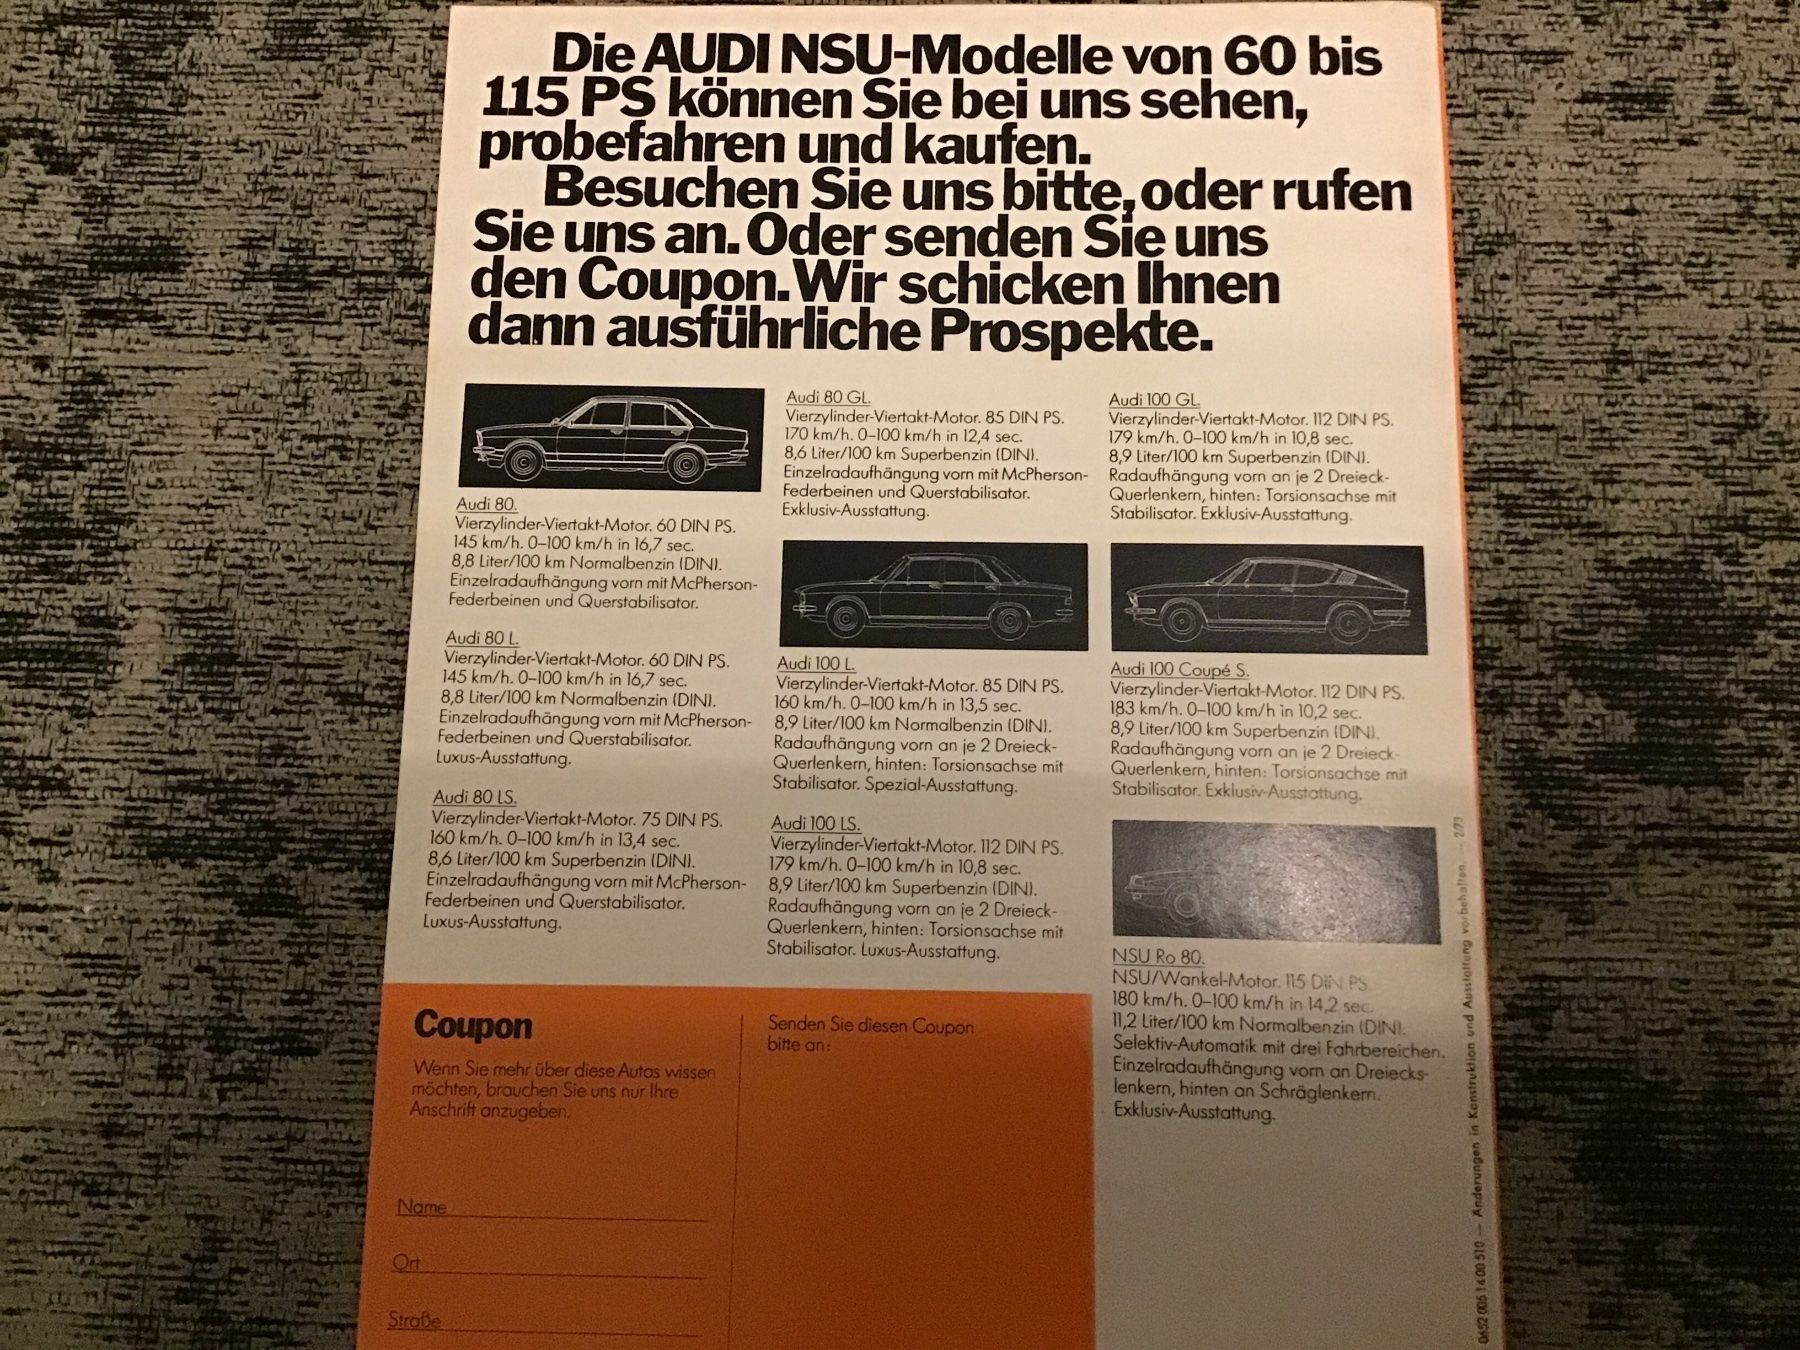 Die AUDI NSU-Modelle von 60 bis
115 PS können Sie bei uns sehen,
probefahren und kaufen.
Besuchen Sie uns bitte, oder rufen
Sie uns an. Oder senden Sie uns
den Coupon. Wir schicken Ihnen
dann ausführliche Prospekte.
Audi 80.
Vierzylinder-Viertakt-Motor. 60 DIN PS.
145 km/h. 0–100 km/h in 16,7 sec.
8,8 Liter/100 km Normalbenzin (DIN).
Einzelradaufhängung vorn mit McPherson-
Federbeinen und Querstabilisator.
Audi 80 L.
Vierzylinder-Viertakt-Motor. 60 DIN PS.
145 km/h. 0–100 km/h in 16,7 sec.
8,8 Liter/100 km Normalbenzin (DIN).
Einzelradaufhängung vorn mit McPherson-
Federbeinen und Querstabilisator.
Luxus-Ausstattung.
Audi 80 LS.
Vierzylinder-Viertakt-Motor. 75 DIN PS.
160 km/h. 0–100 km/h in 13,4 sec.
8,6 Liter/100 km Superbenzin (DIN).
Einzelradaufhängung vorn mit McPherson-
Federbeinen und Querstabilisator.
Luxus-Ausstattung.
Audi 80 GL.
Vierzylinder-Viertakt-Motor. 85 DIN PS.
170 km/h. 0–100 km/h in 12,4 sec.
8,6 Liter/100 km Superbenzin (DIN).
Einzelradaufhängung vorn mit McPherson-
Federbeinen und Querstabilisator.
Exklusiv-Ausstattung.
Audi 100 L.
Vierzylinder-Viertakt-Motor. 85 DIN PS.
160 km/h. 0–100 km/h in 13,5 sec.
8,9 Liter/100 km Normalbenzin (DIN).
Radaufhängung vorn an je 2 Dreieck-
Querlenkern, hinten: Torsionsachse mit
Stabilisator. Spezial-Ausstattung.
Audi 100 LS.
Vierzylinder-Viertakt-Motor. 112 DIN PS.
179 km/h. 0–100 km/h in 10,8 sec.
8,9 Liter/100 km Superbenzin (DIN).
Radaufhängung vorn an je 2 Dreieck-
Querlenkern, hinten: Torsionsachse mit
Stabilisator. Luxus-Ausstattung.
Audi 100 GL.
Vierzylinder-Viertakt-Motor. 112 DIN PS.
179 km/h. 0–100 km/h in 10,8 sec.
8,9 Liter/100 km Superbenzin (DIN).
Radaufhängung vorn an je 2 Dreieck-
Querlenkern, hinten: Torsionsachse mit
Stabilisator. Exklusiv-Ausstattung.
Audi 100 Coupé S.
Vierzylinder-Viertakt-Motor. 112 DIN PS.
183 km/h. 0–100 km/h in 10,2 sec.
8,9 Liter/100 km Superbenzin (DIN).
Radaufhängung vorn an je 2 Dreieck-
Querlenkern, hinten: Torsionsachse mit
Stabilisator. Exklusiv-Ausstattung.
NSU Ro 80.
NSU/Wankel-Motor. 115 DIN PS.
180 km/h. 0–100 km/h in 14,2 sec.
11,2 Liter/100 km Normalbenzin (DIN).
Selektiv-Automatik mit drei Fahrbereichen.
Einzelradaufhängung vorn an Dreiecks-
lenkern, hinten an Schräglenkern.
Exklusiv-Ausstattung.
Coupon
Wenn Sie mehr über diese Autos wissen
möchten, brauchen Sie uns nur Ihre
Anschrift anzugeben.
Name
Ort
Straße
Senden Sie diesen Coupon
bitte an:
0652 005 14 00 510 — Änderungen in Konstruktion und Ausstattung vorbehalten. — 2/73